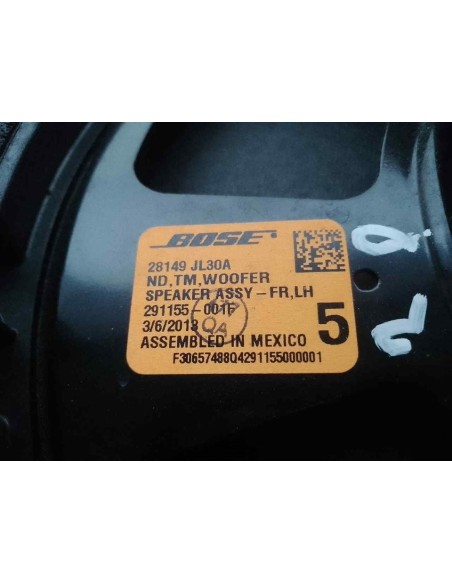 BOSE
28149 JL30A
ND,TM,WOOFER
SPEAKER ASSY-FR,LH
291155-001F
3/6/2013
QA
5
ASSEMBLED IN MEXICO
F30657488Q4291155000001